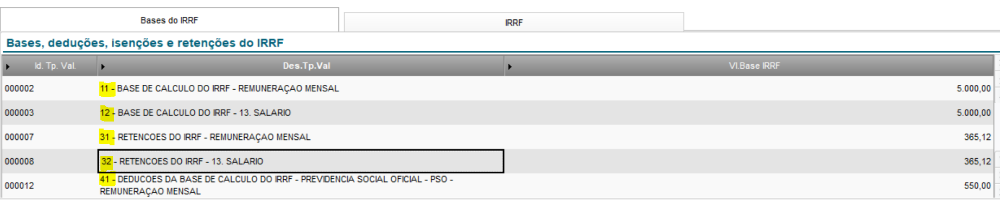 Bases do IRRF
IRRF
Bases, deduções, isenções e retenções do IRRF
Id. Tp. Val. Des.Tp.Val Vl.Base IRRF
000002 11 - BASE DE CALCULO DO IRRF - REMUNERAÇAO MENSAL 5.000,00
000003 12 - BASE DE CALCULO DO IRRF - 13. SALARIO 5.000,00
000007 31 - RETENCOES DO IRRF - REMUNERAÇAO MENSAL 365,12
000008 32 - RETENCOES DO IRRF - 13. SALARIO 365,12
000012 41 - DEDUCOES DA BASE DE CALCULO DO IRRF - PREVIDENCIA SOCIAL OFICIAL - PSO -
REMUNERAÇAO MENSAL 550,00